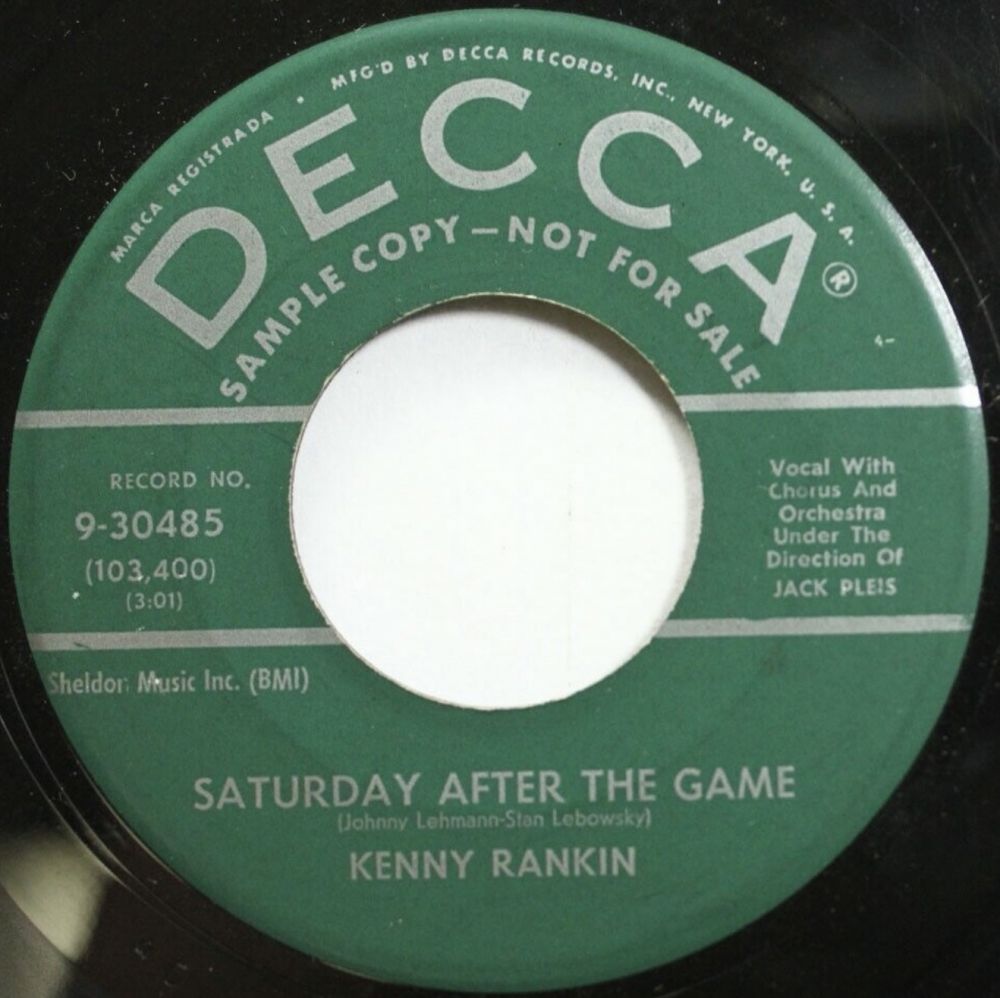 MARCA REGISTRADA • MFG'D BY DECCA RECORDS, INC., NEW YORK, U. S. A.
DECCA®
SAMPLE COPY—NOT FOR SALE
4-
RECORD NO.
9-30485
(103,400)
(3:01)
Vocal With
Chorus And
Orchestra
Under The
Direction Of
JACK PLEIS
Sheldon Music Inc. (BMI)
SATURDAY AFTER THE GAME
(Johnny Lehmann-Stan Lebowsky)
KENNY RANKIN